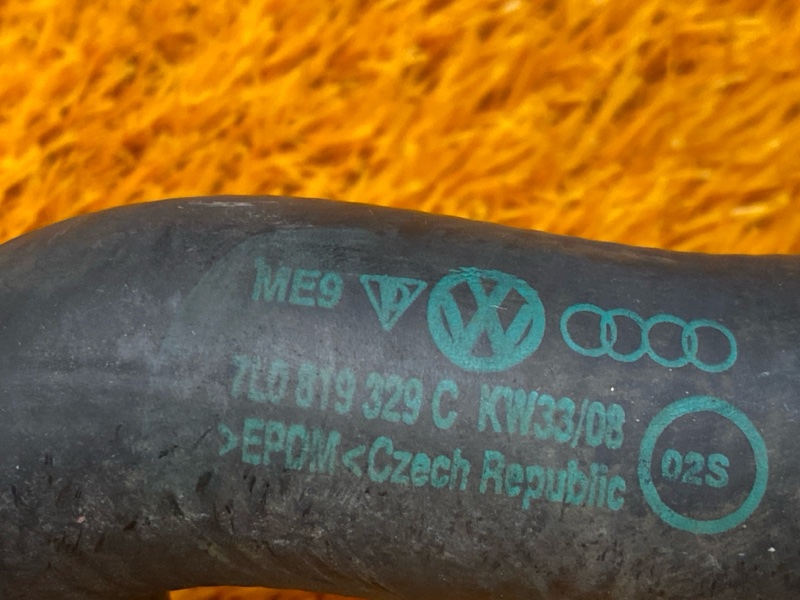 ME9
7L0 819 329 C KW33/08
>EPDM< Czech Republic
02S